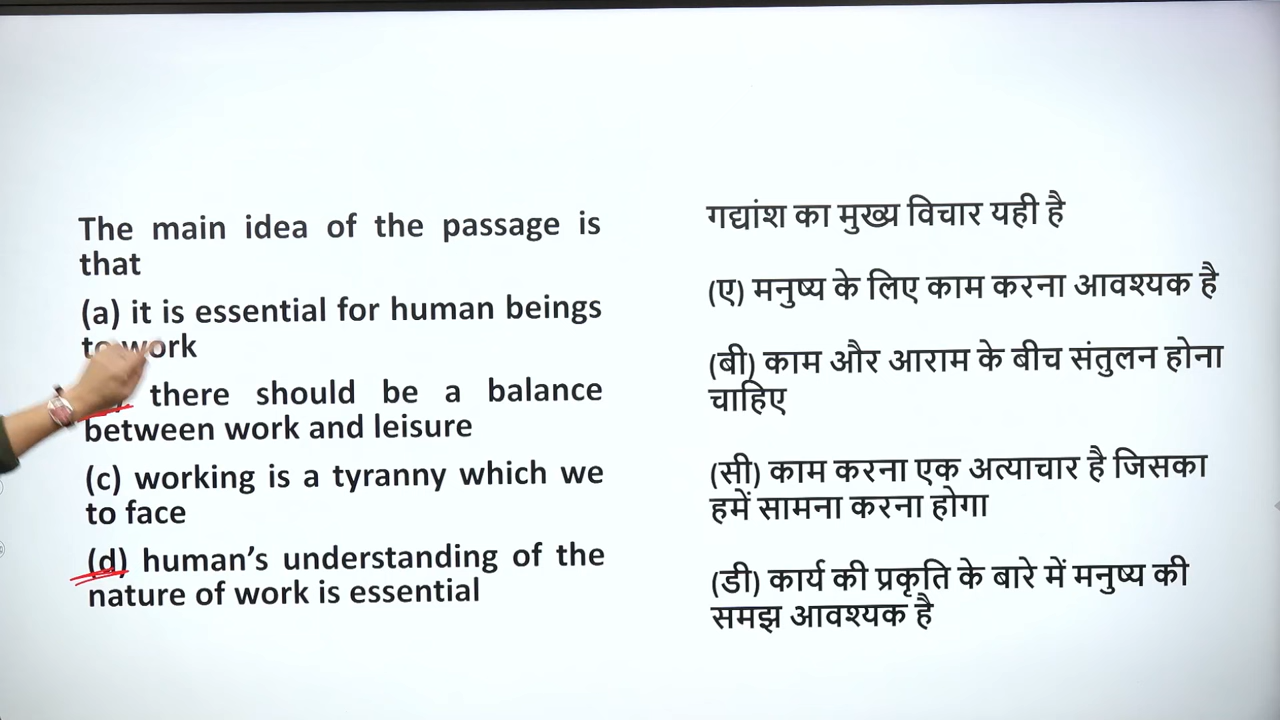 The main idea of the passage is
that
(a) it is essential for human beings
work
there should be a balance
between work and leisure
(c) working is a tyranny which we
to face
(d) human's understanding of the
nature of work is essential
गद्यांश का मुख्य विचार यही है
(ए) मनुष्य के लिए काम करना आवश्यक है
(बी) काम और आराम के बीच संतुलन होना
चाहिए
(सी) काम करना एक अत्याचार है जिसका
हमें सामना करना होगा
(डी) कार्य की प्रकृति के बारे में मनुष्य की
समझ आवश्यक है